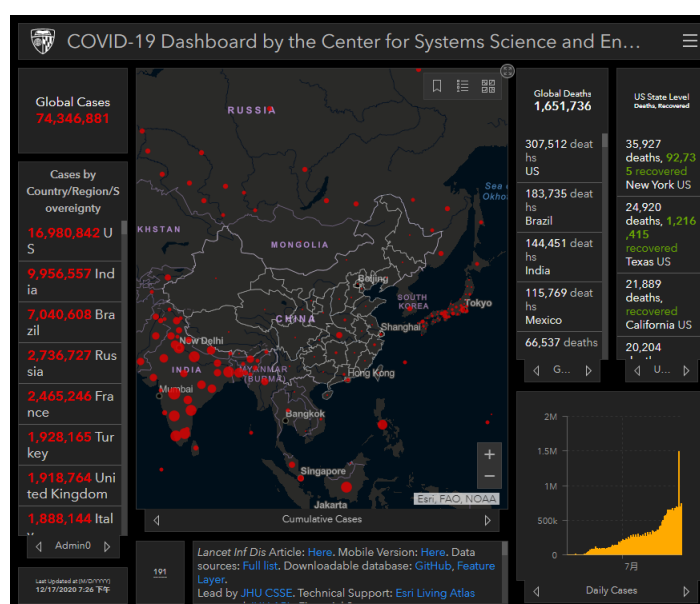 COVID-19 Dashboard by the Center for Systems Science and En...
Global Cases
74,346,881
Cases by
Country/Region/S
overeignty
16,980,842 U
S
9,956,557 Ind
ia
7,040,608 Bra
zil
2,736,727 Rus
sia
2,465,246 Fra
nce
1,928,165 Tur
key
1,918,764 Uni
ted Kingdom
1,888,144 Ital
Admin0
Last Updated at (M/D/YYYY)
12/17/2020 7:26 下午
RUSSIA
Sea
Okho
KHSTAN
MONGOLIA
Beijing
SOUTH
KOREA
Tokyo
CHINA
Shanghai
New Delhi
INDIA
MYANMAR
(BURMA)
Hong Kong
Mumbai
Bangkok
Singapore
Jakarta
+
−
Esri, FAO, NOAA
Cumulative Cases
191
Lancet Inf Dis Article: Here. Mobile Version: Here. Data
sources: Full list. Downloadable database: GitHub, Feature
Layer.
Lead by JHU CSSE. Technical Support: Esri Living Atlas
Global Deaths
1,651,736
307,512 deat
hs
US
183,735 deat
hs
Brazil
144,451 deat
hs
India
115,769 deat
hs
Mexico
66,537 deaths
G...
US State Level
Deaths, Recovered
35,927
deaths, 92,73
5 recovered
New York US
24,920
deaths, 1,216
,415
recovered
Texas US
21,889
deaths,
recovered
California US
20,204
U...
2M
1.5M
1M
500k
0
7月
Daily Cases